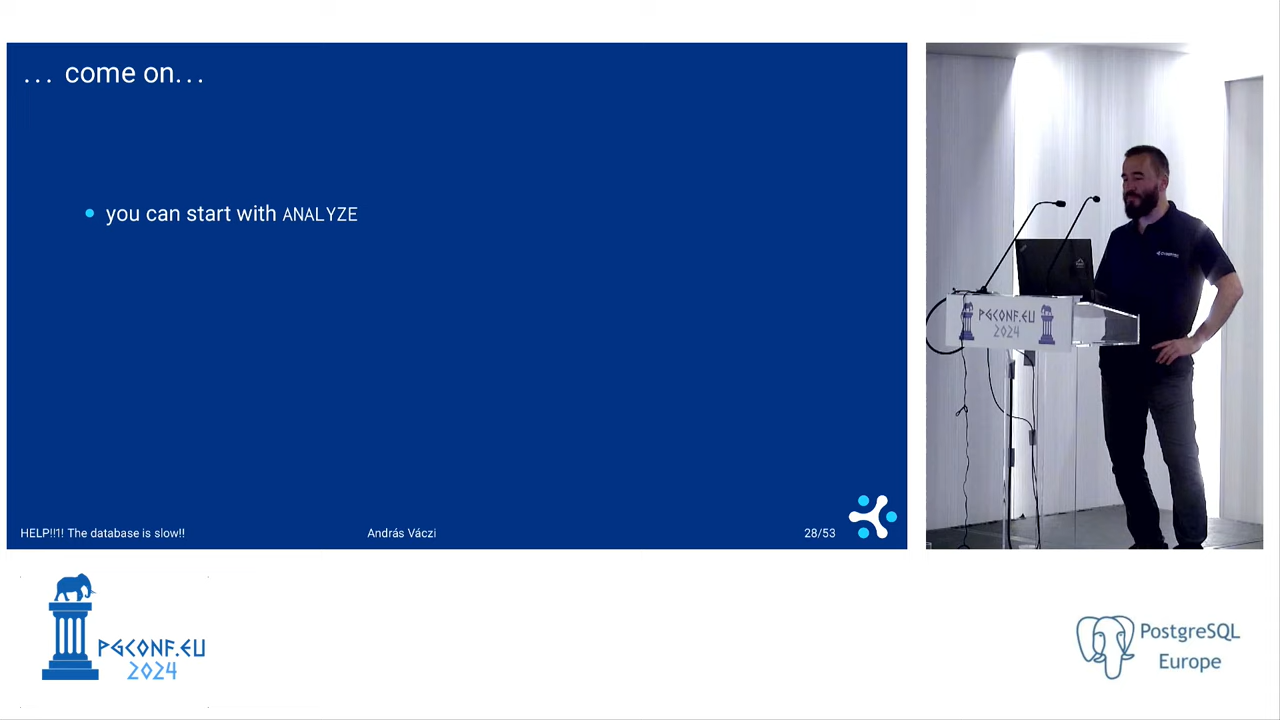 ... come on...
you can start with ANALYZE
HELP!!1! The database is slow!!
András Váczi
28/53
PGCONF.EU
2024
PGCONF.EU
2024
PostgreSQL
Europe